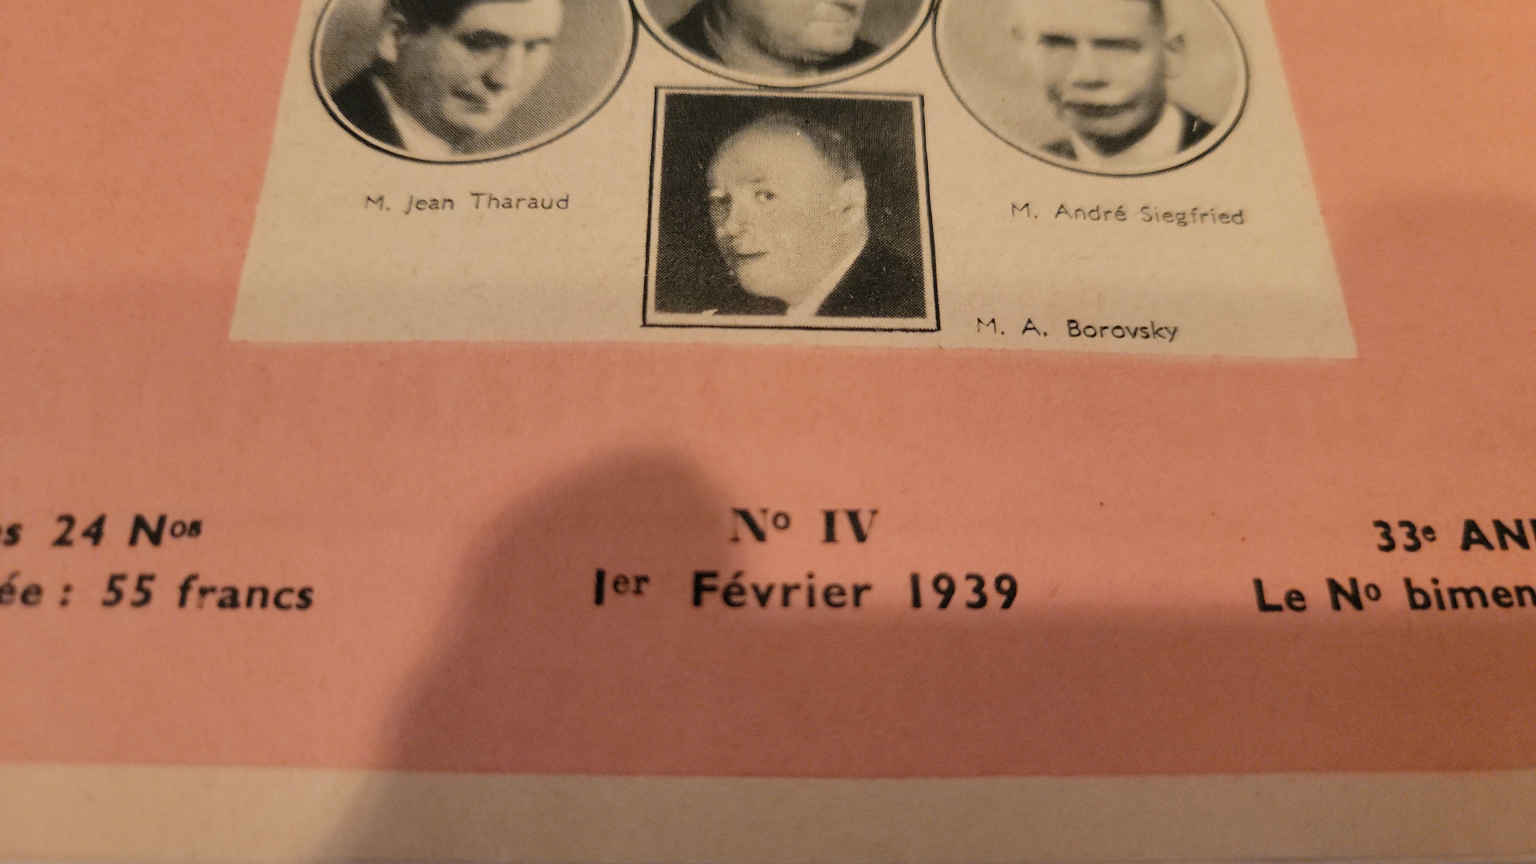 M. Jean Tharaud
M. André Siegfried
M. A. Borovsky
24 Nos
55 francs
No IV
1er Février 1939
33e
Le No